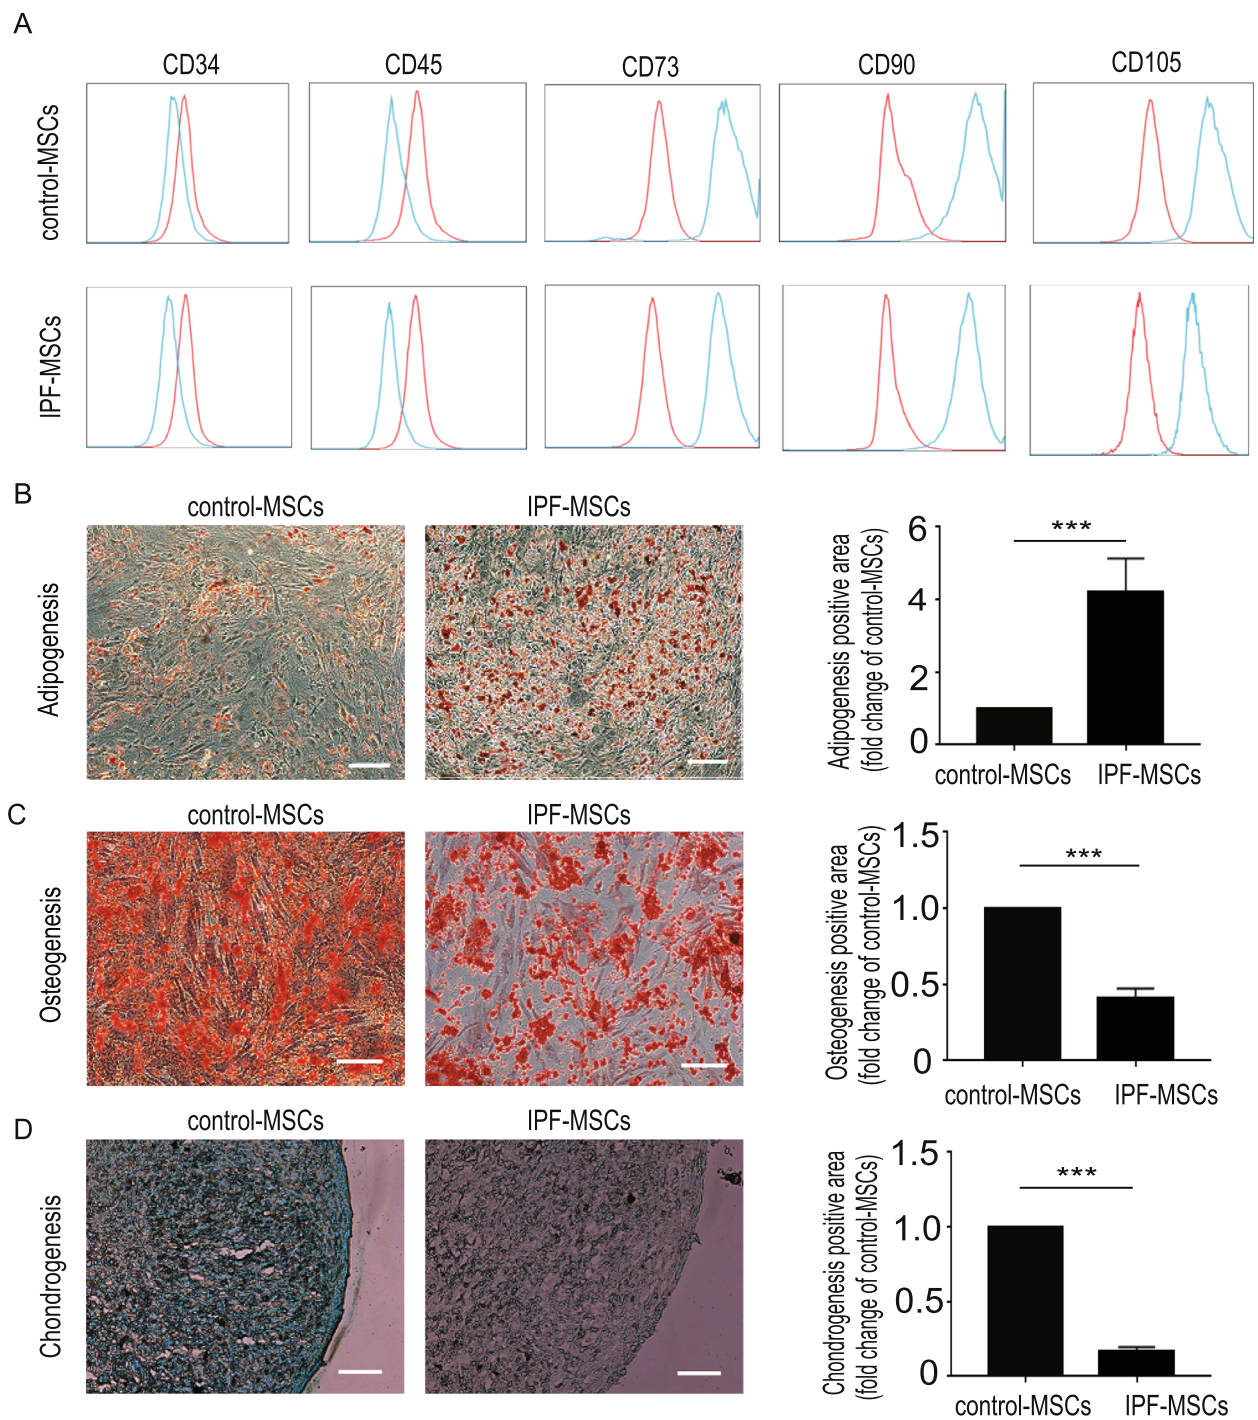 A
CD34
CD45
CD73
CD90
CD105
control-MSCs
IPF-MSCs
B
control-MSCs
IPF-MSCs
Adipogenesis
Adipogenesis positive area
(fold change of control-MSCs)
6
4
2
0
***
control-MSCs
IPF-MSCs
C
control-MSCs
IPF-MSCs
Osteogenesis
Osteogenesis positive area
(fold change of control-MSCs)
1.5
1.0
0.5
0
***
control-MSCs
IPF-MSCs
D
control-MSCs
IPF-MSCs
Chondrogenesis
Chondrogenesis positive area
(fold change of control-MSCs)
1.5
1.0
0.5
0
***
control-MSCs
IPF-MSCs